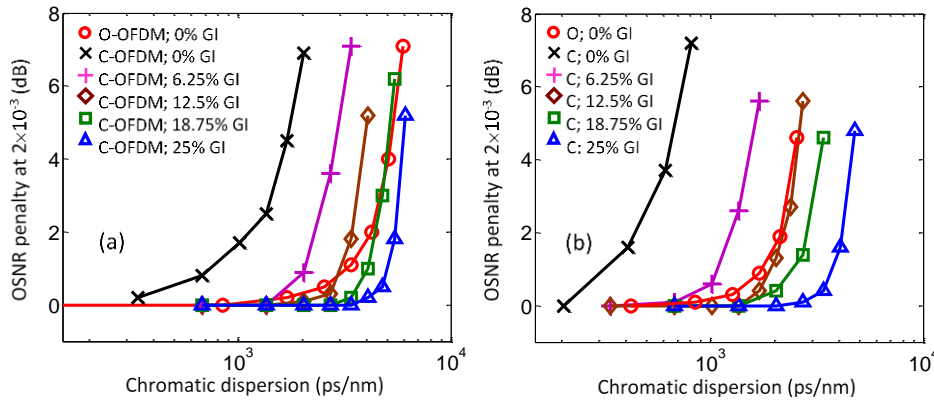 OSNR penalty at 2×10⁻³ (dB)
8
6
4
2
0
O-OFDM; 0% GI
C-OFDM; 0% GI
C-OFDM; 6.25% GI
C-OFDM; 12.5% GI
C-OFDM; 18.75% GI
C-OFDM; 25% GI
(a)
10³
10⁴
Chromatic dispersion (ps/nm)
OSNR penalty at 2×10⁻³ (dB)
8
6
4
2
0
O; 0% GI
C; 0% GI
C; 6.25% GI
C; 12.5% GI
C; 18.75% GI
C: 25% GI
(b)
10³
10⁴
Chromatic dispersion (ps/nm)